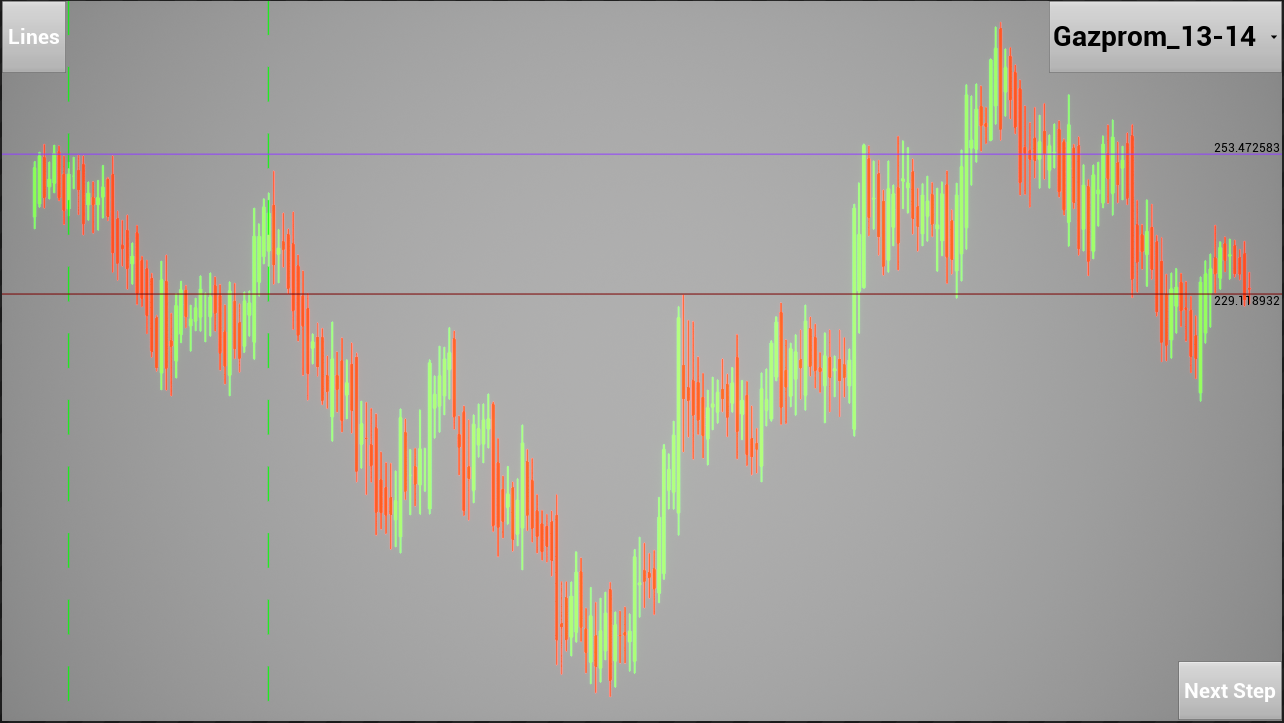 Lines
Gazprom_13-14
253.472583
229.118932
Next Step